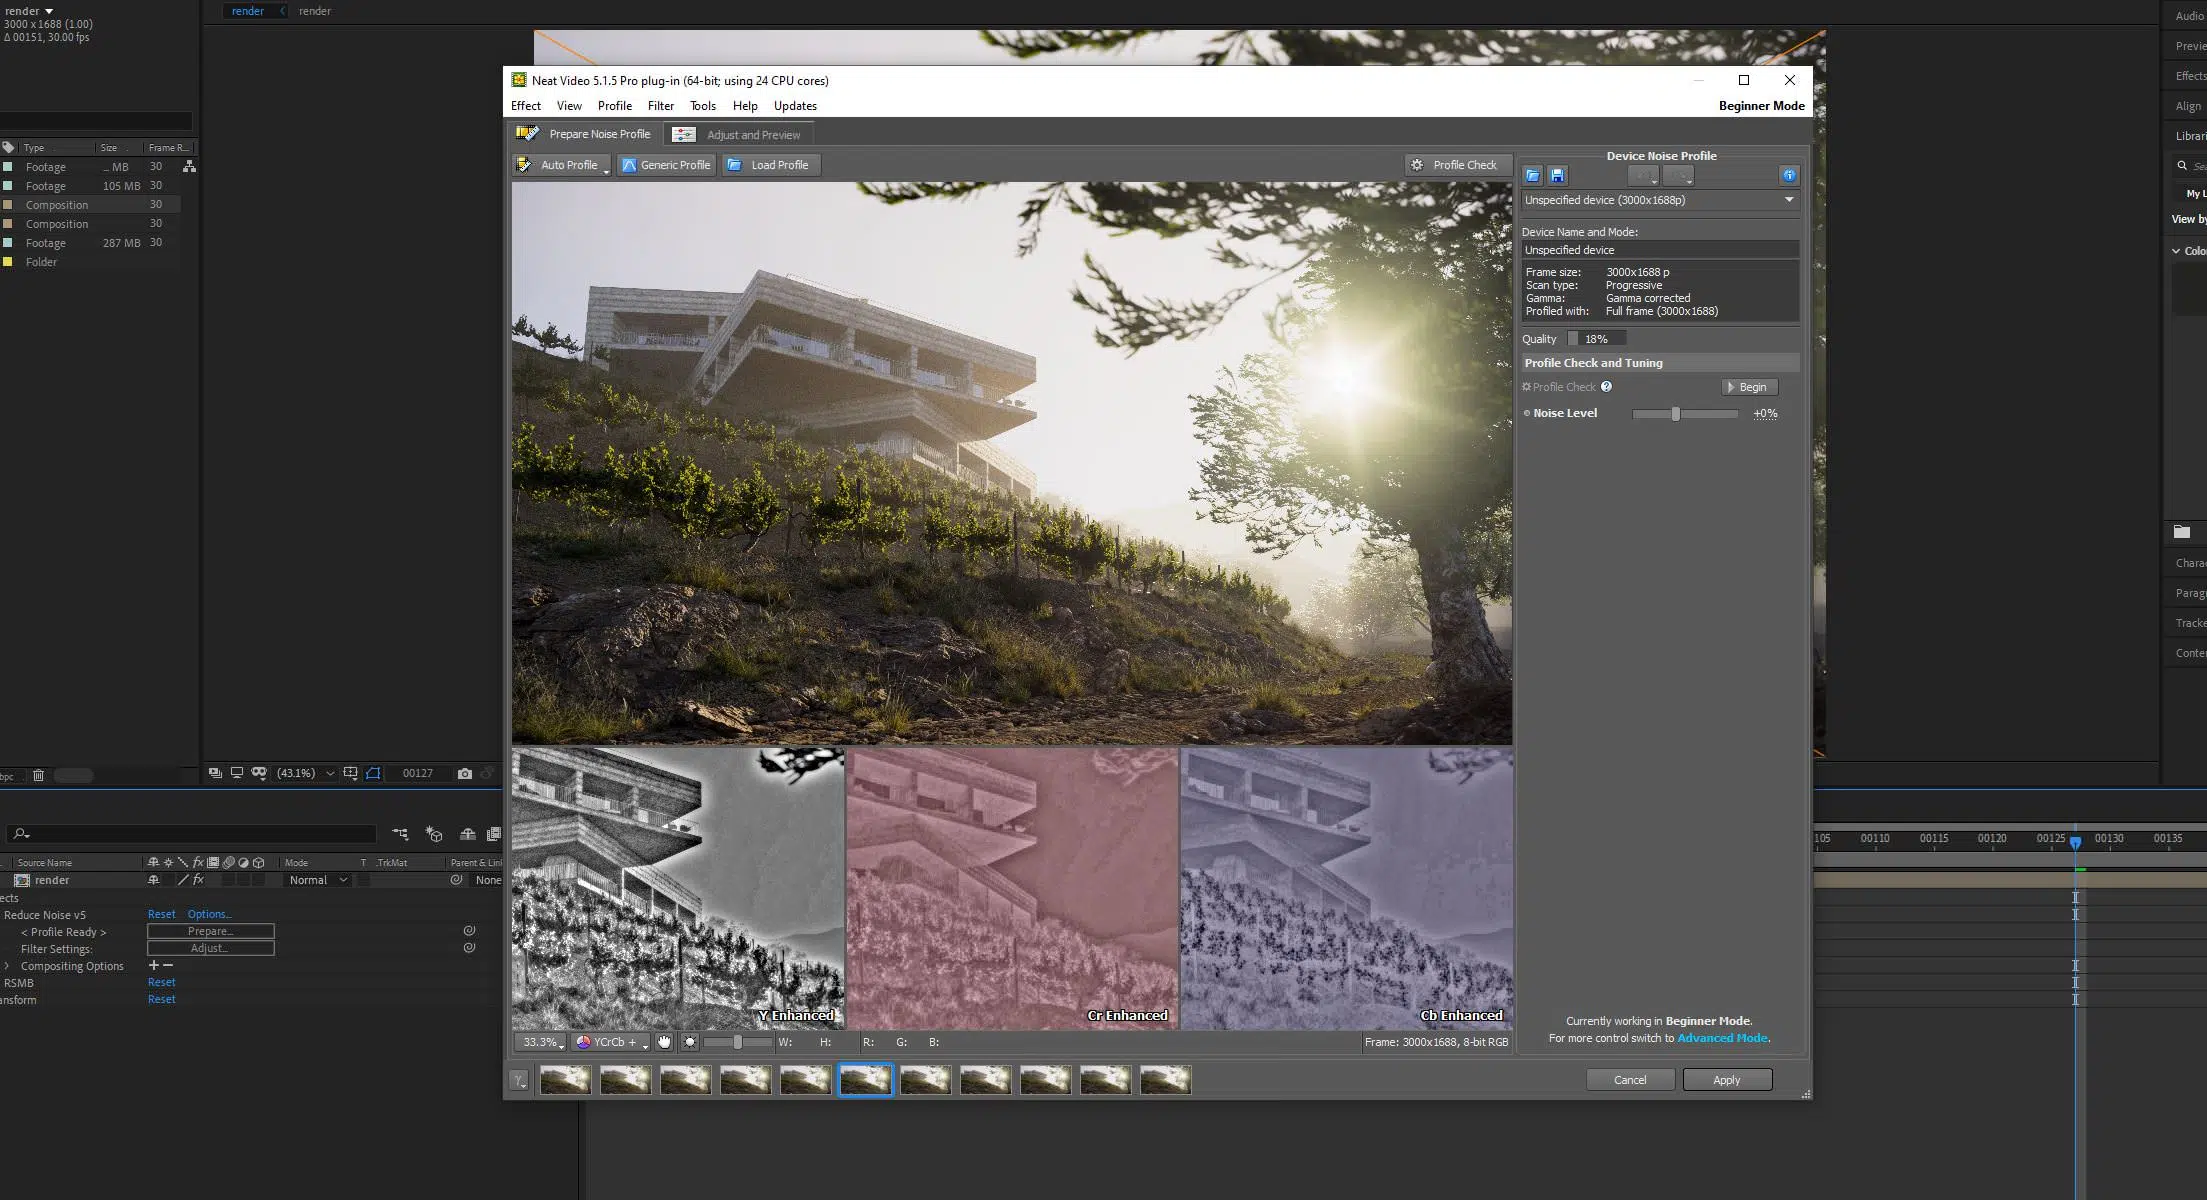 render
3000 x 1688 (1.00)
Δ 00151, 30.00 fps
render
render
Type Size Frame R...
Footage ... MB 30
Footage 105 MB 30
Composition 30
Composition 30
Footage 287 MB 30
Folder
bpc
(43.1%) 00127
Neat Video 5.1.5 Pro plug-in (64-bit; using 24 CPU cores)
Effect View Profile Filter Tools Help Updates
Beginner Mode
Prepare Noise Profile Adjust and Preview
Auto Profile Generic Profile Load Profile Profile Check
Device Noise Profile
Unspecified device (3000x1688p)
Device Name and Mode:
Unspecified device
Frame size: 3000x1688 p
Scan type: Progressive
Gamma: Gamma corrected
Profiled with: Full frame (3000x1688)
Quality 18%
Profile Check and Tuning
Profile Check ? Begin
Noise Level +0%
Y Enhanced Cr Enhanced Cb Enhanced
Currently working in Beginner Mode.
For more control switch to Advanced Mode.
33.3% YCrCb + W: H: R: G: B: Frame: 3000x1688, 8-bit RGB
Cancel Apply
Audio
Previe
Effects
Align
Librari
Sea
My L
View by
Colo
Chara
Parag
Tracke
Conte
Source Name fx Mode T .TrkMat Parent & Link
render fx Normal None
ects
Reduce Noise v5 Reset Options...
< Profile Ready > Prepare...
Filter Settings: Adjust...
Compositing Options + −
RSMB Reset
ansform Reset
105 00110 00115 00120 00125 00130 00135